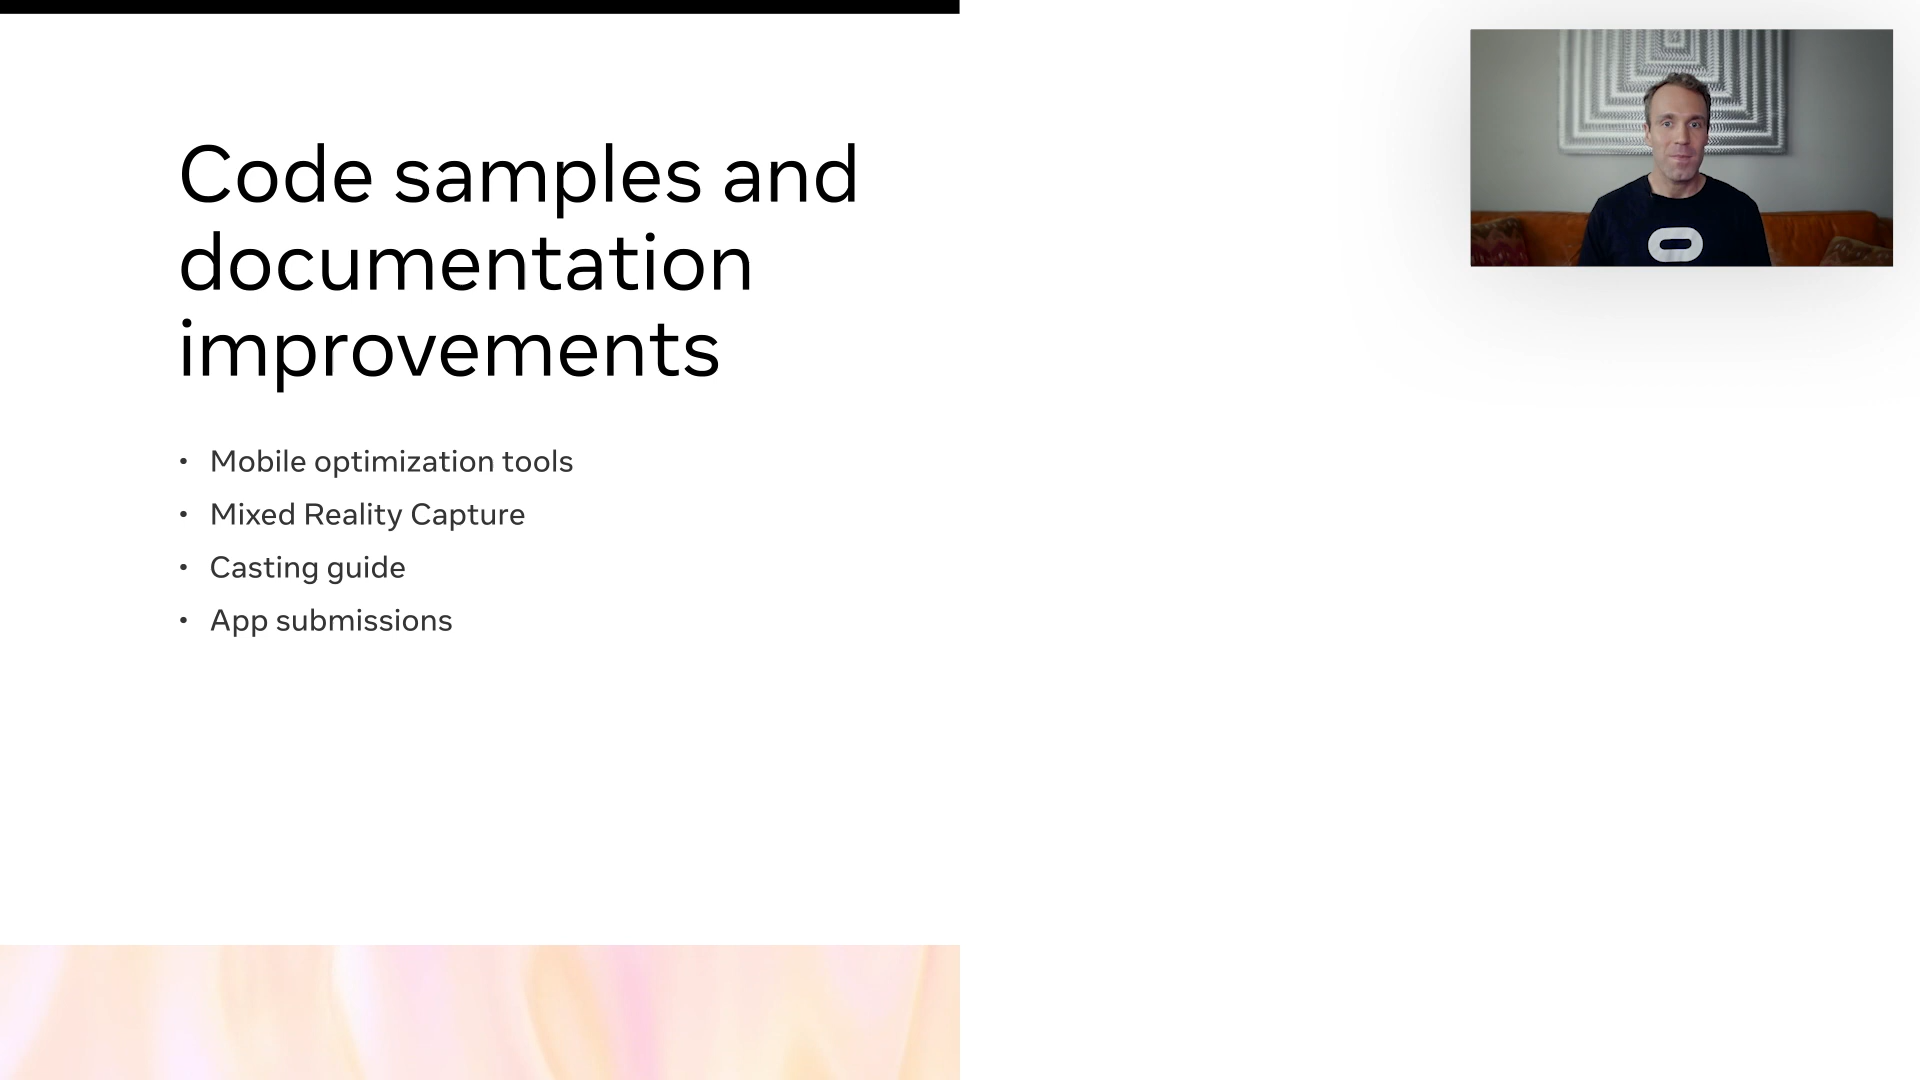 Code samples and
documentation
improvements
• Mobile optimization tools
• Mixed Reality Capture
• Casting guide
• App submissions